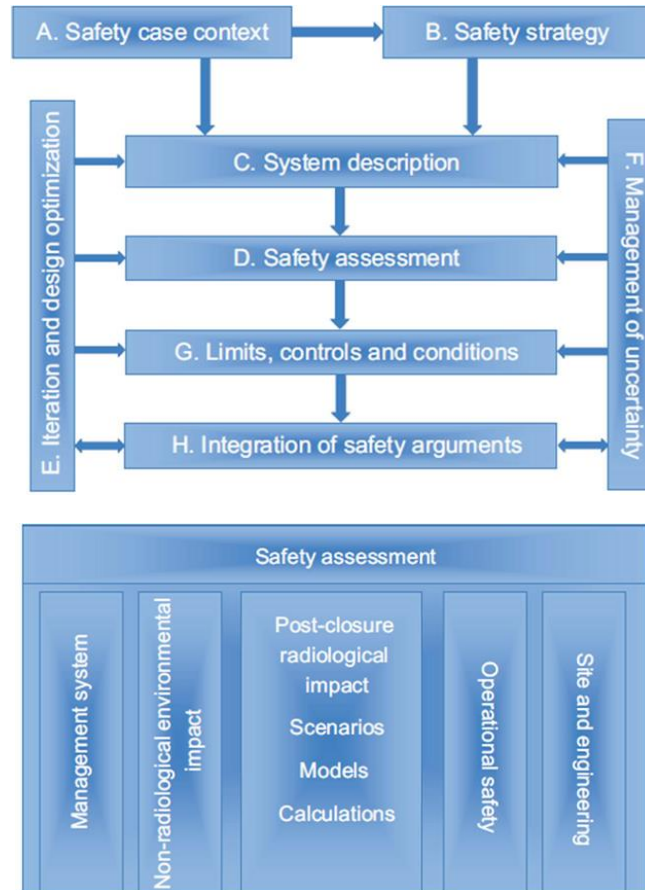 A. Safety case context
B. Safety strategy
E. Iteration and design optimization
C. System description
D. Safety assessment
G. Limits, controls and conditions
H. Integration of safety arguments
F. Management of uncertainty
Safety assessment
Management system
Non-radiological environmental
impact
Post-closure
radiological
impact
Scenarios
Models
Calculations
Operational safety
Site and engineering